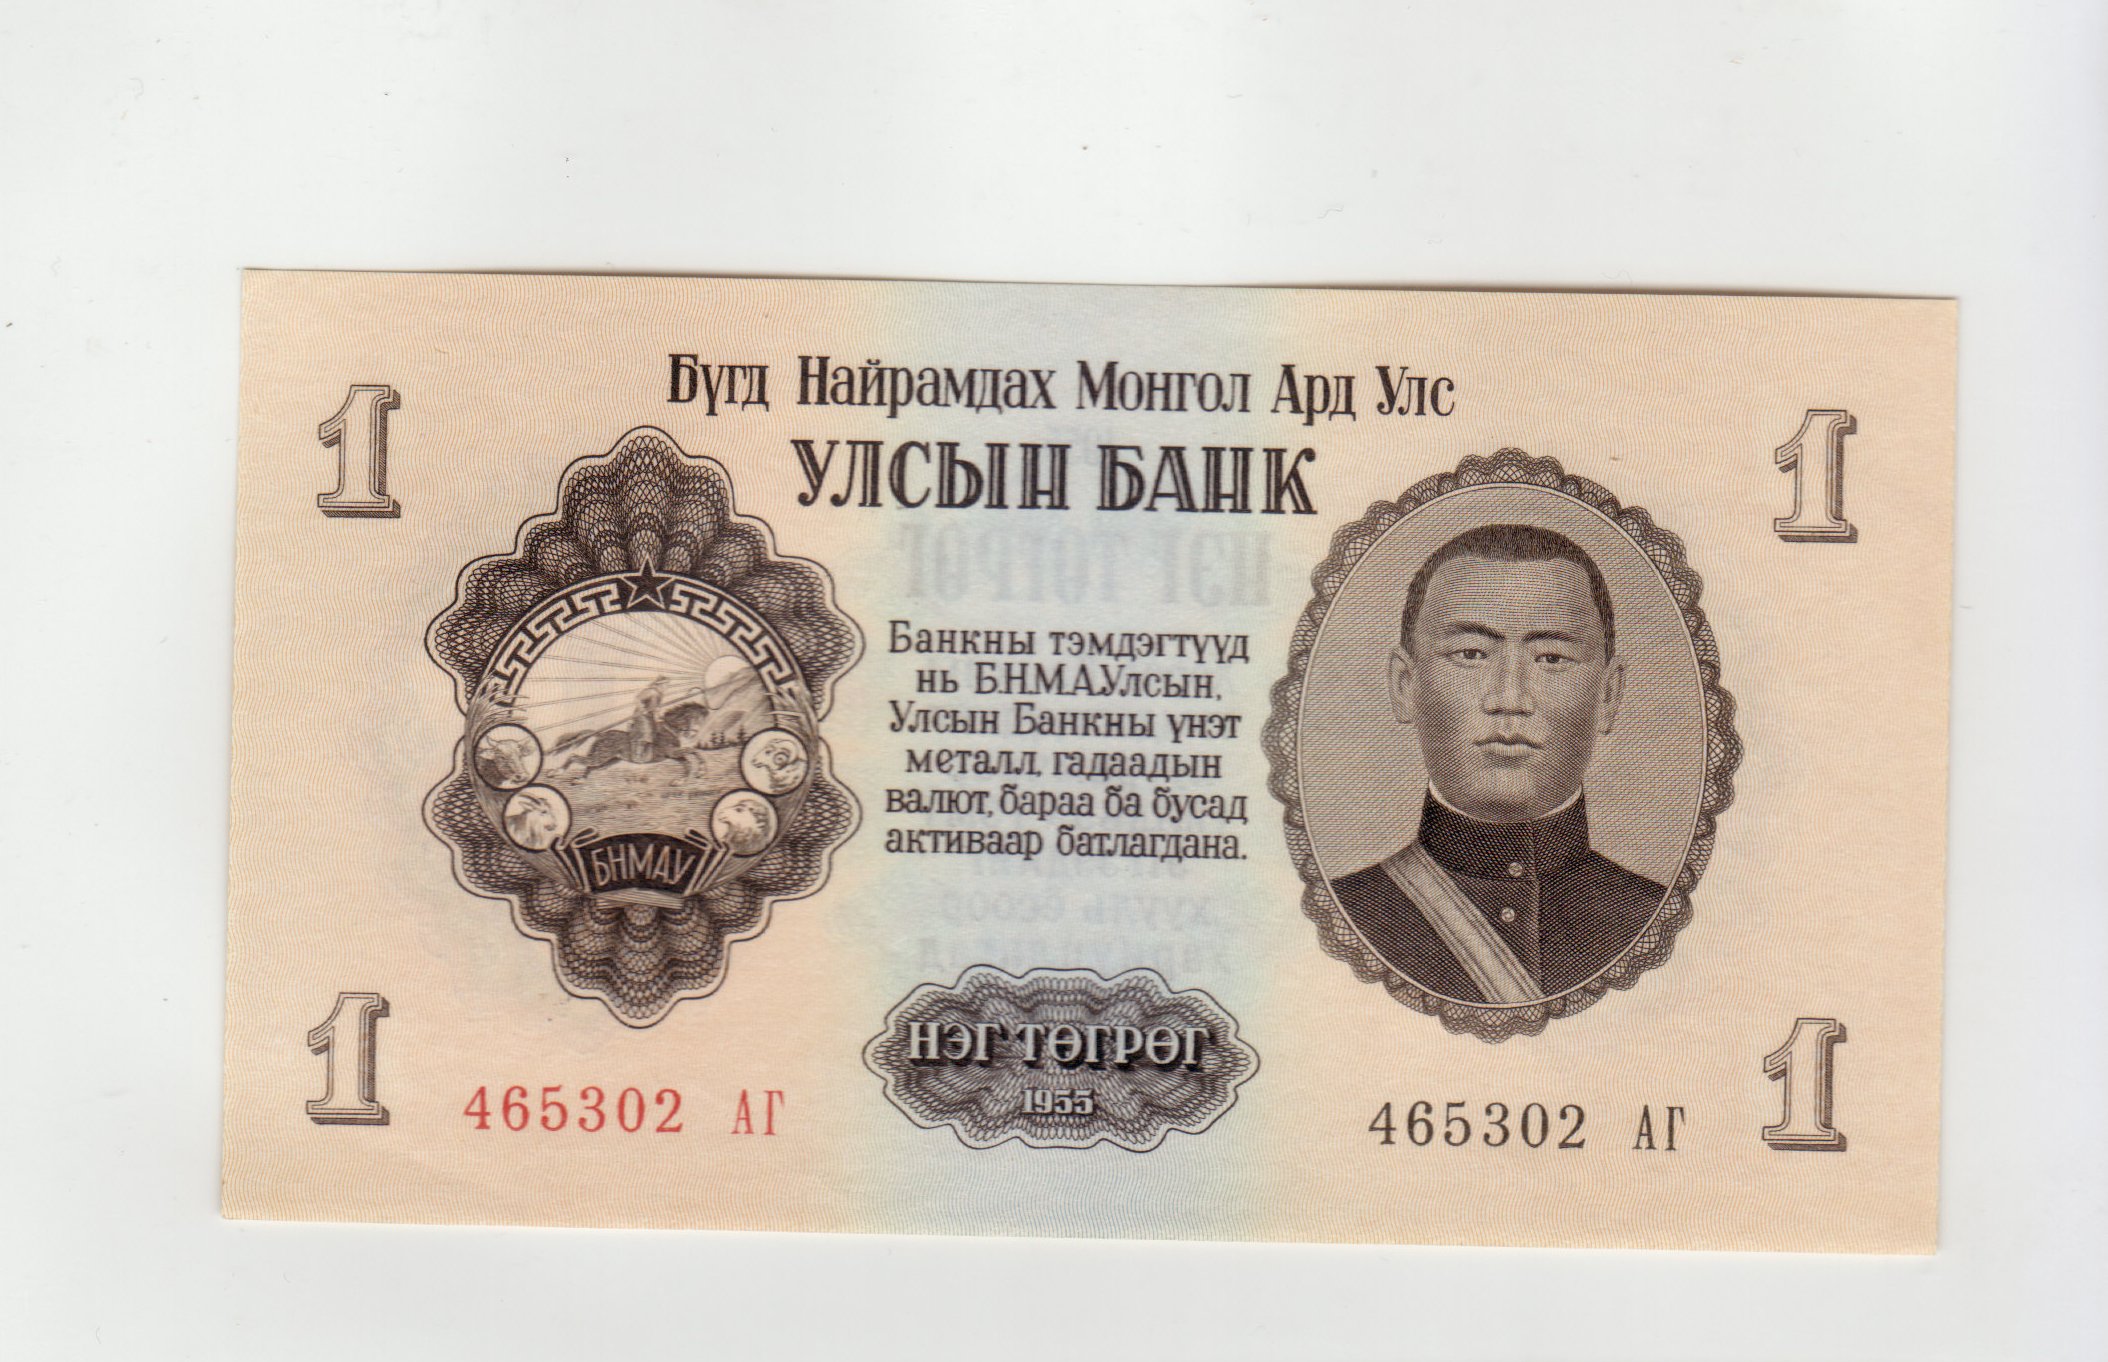 Бүгд Найрамдах Монгол Ард Улс
УЛСЫН БАНК
1
1
Банкны тэмдэгтүүд
нь Б.Н.М.А.Улсын,
Улсын Банкны үнэт
металл, гадаадын
валют, бараа ба бусад
активаар батлагдана.
БНМАУ
НЭГ ТӨГРӨГ
1955
1
465302 АГ
465302 АГ
1